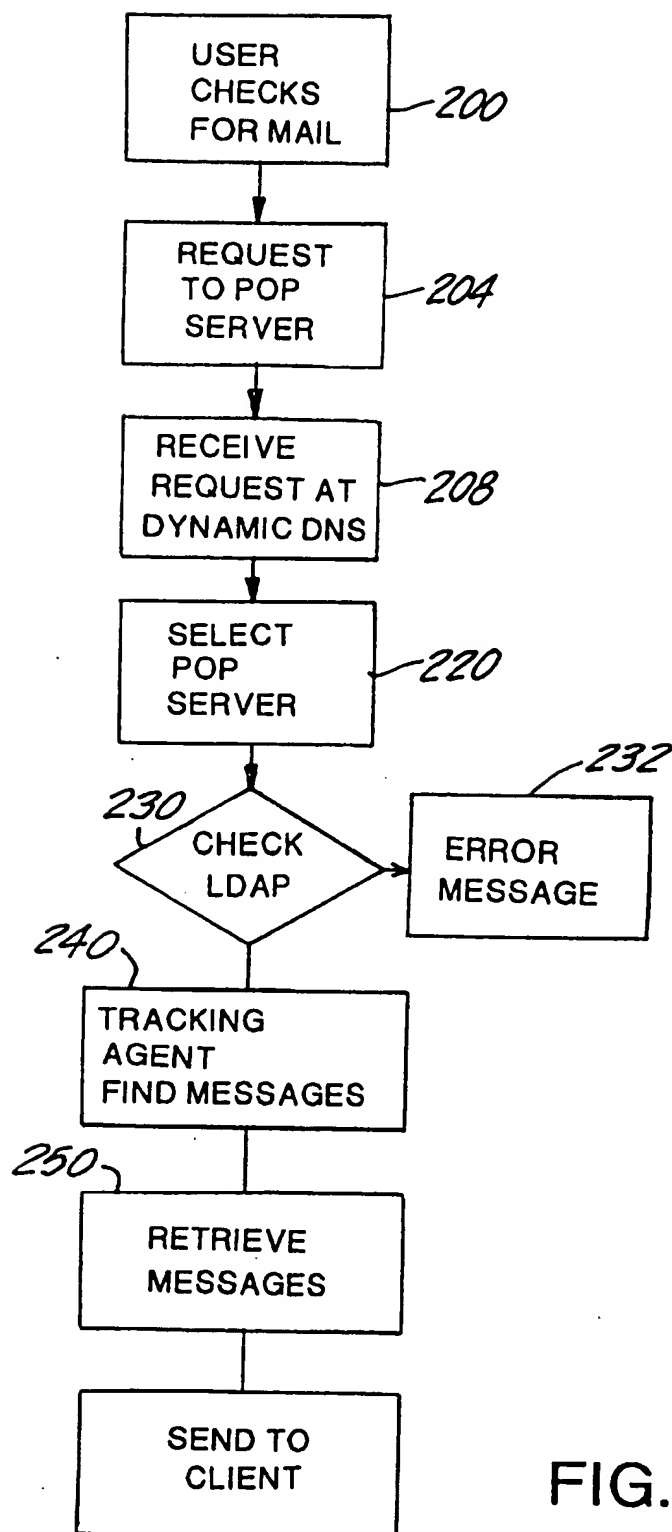 USER
CHECKS
FOR MAIL
200
REQUEST
TO POP
SERVER
204
RECEIVE
REQUEST AT
DYNAMIC DNS
208
SELECT
POP
SERVER
220
230
CHECK
LDAP
232
ERROR
MESSAGE
240
TRACKING
AGENT
FIND MESSAGES
250
RETRIEVE
MESSAGES
SEND TO
CLIENT
FIG.